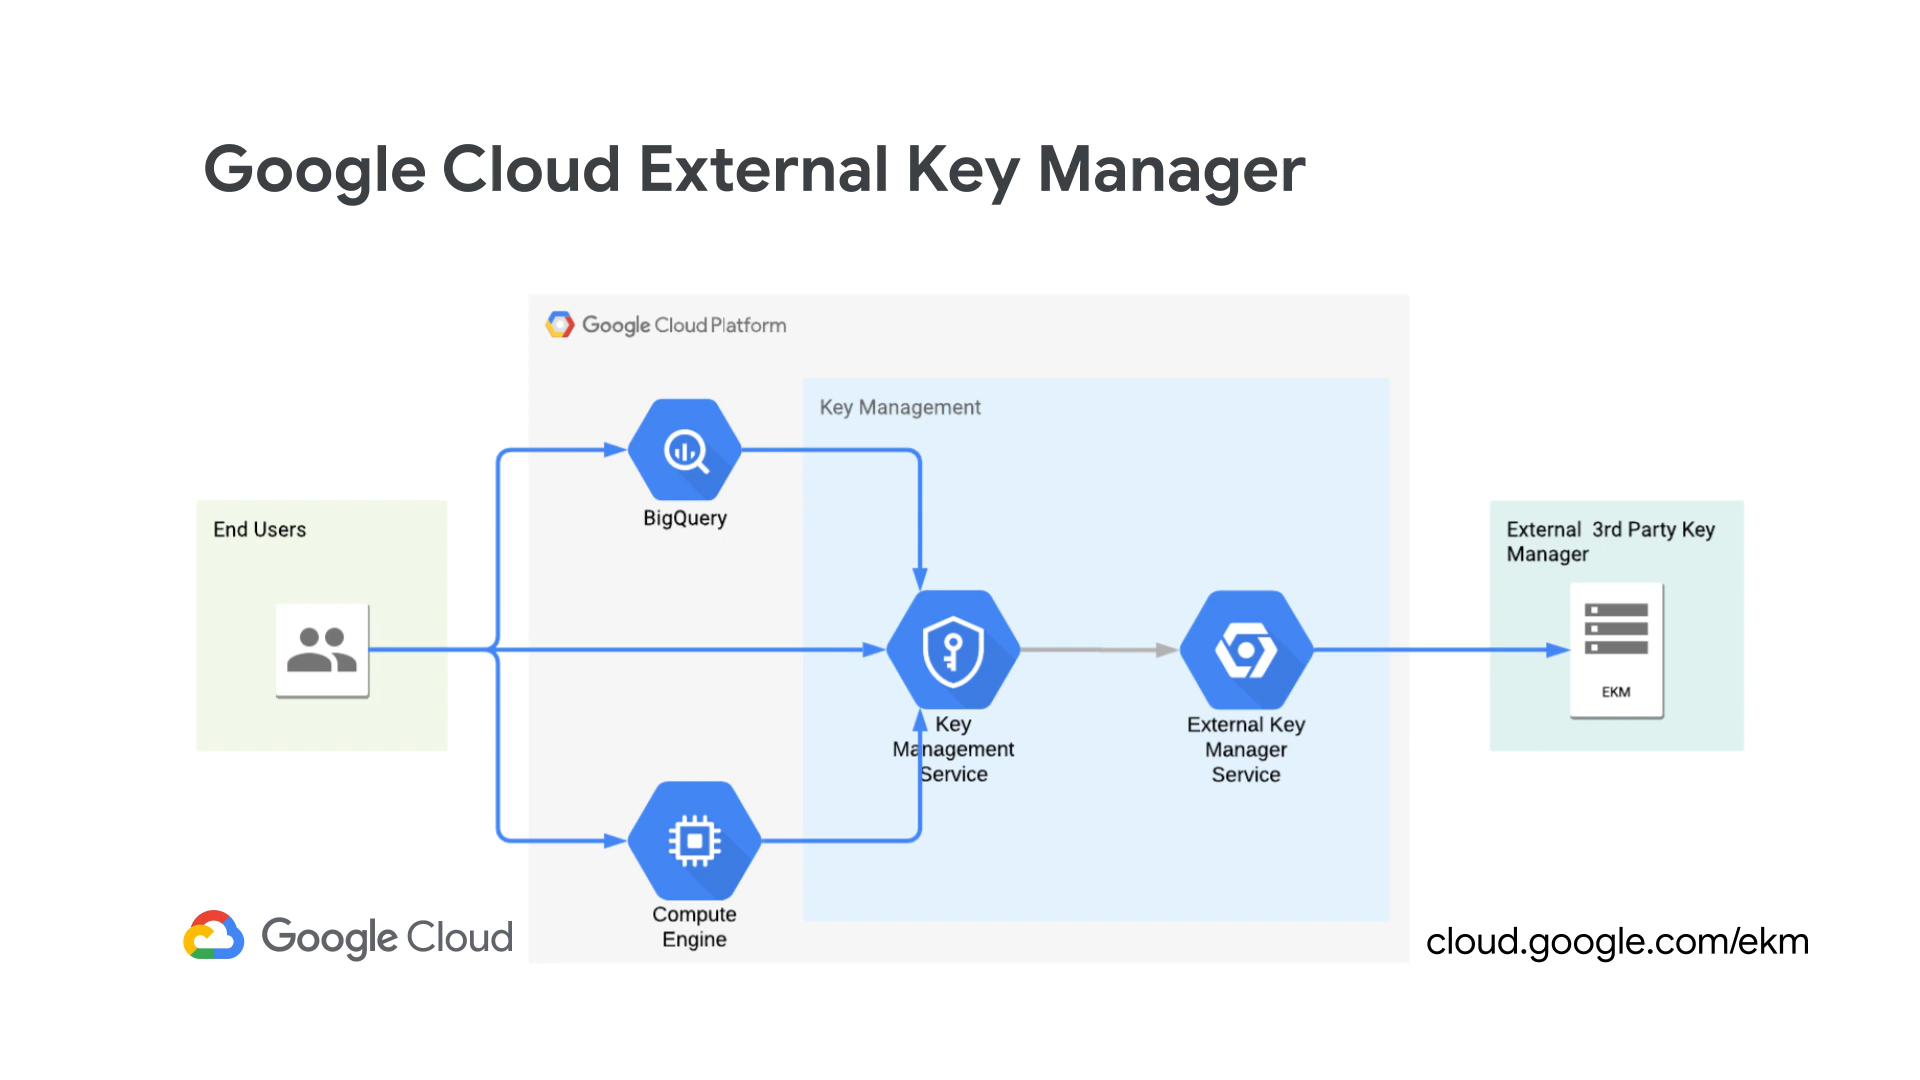 Google Cloud External Key Manager
Google Cloud Platform
Key Management
BigQuery
End Users
External 3rd Party Key
Manager
EKM
Key
Management
Service
External Key
Manager
Service
Compute
Engine
Google Cloud
cloud.google.com/ekm